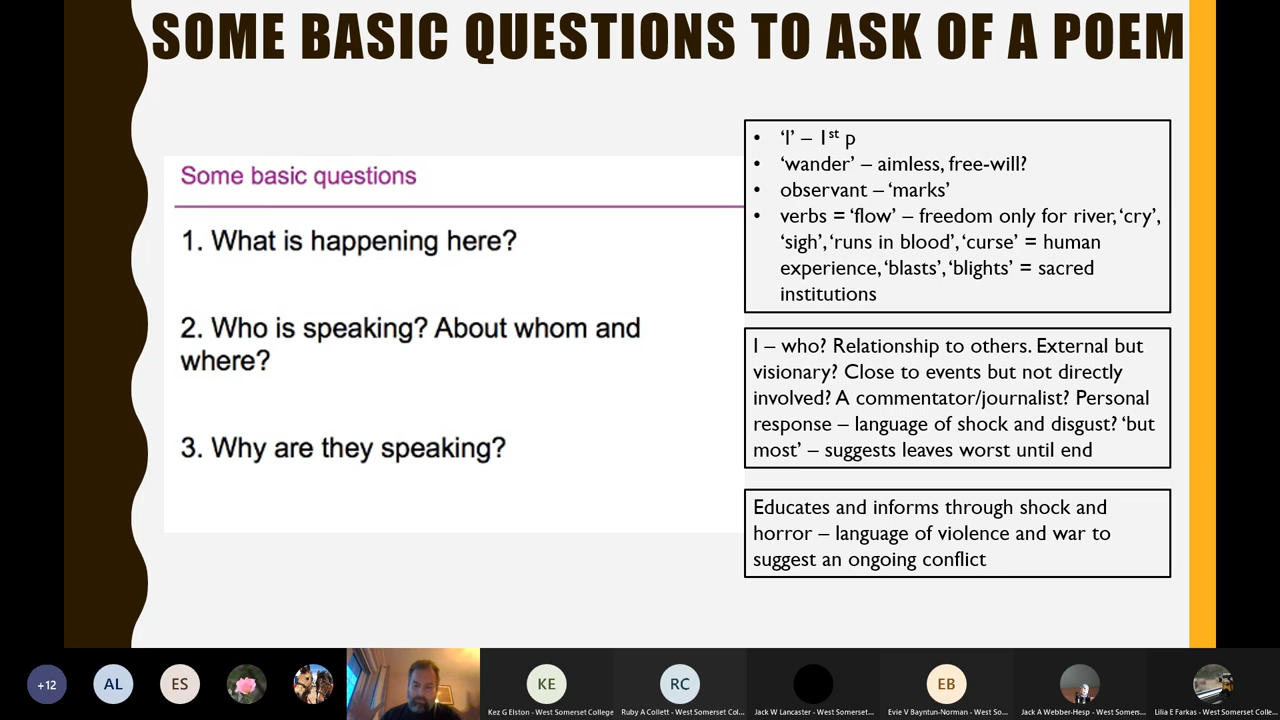 SOME BASIC QUESTIONS TO ASK OF A POEM
Some basic questions
1. What is happening here?
2. Who is speaking? About whom and
where?
3. Why are they speaking?
• ‘I’ – 1st p
• ‘wander’ – aimless, free-will?
• observant – ‘marks’
• verbs = ‘flow’ – freedom only for river, ‘cry’,
‘sigh’, ‘runs in blood’, ‘curse’ = human
experience, ‘blasts’, ‘blights’ = sacred
institutions
I – who? Relationship to others. External but
visionary? Close to events but not directly
involved? A commentator/journalist? Personal
response – language of shock and disgust? ‘but
most’ – suggests leaves worst until end
Educates and informs through shock and
horror – language of violence and war to
suggest an ongoing conflict
+12
AL
ES
KE
RC
EB
Kez G Elston - West Somerset College
Ruby A Collett - West Somerset Col...
Jack W Lancaster - West Somerset...
Evie V Bayntun-Norman - West So...
Jack A Webber-Hesp - West Somers...
Lilia E Farkas - West Somerset Colle...